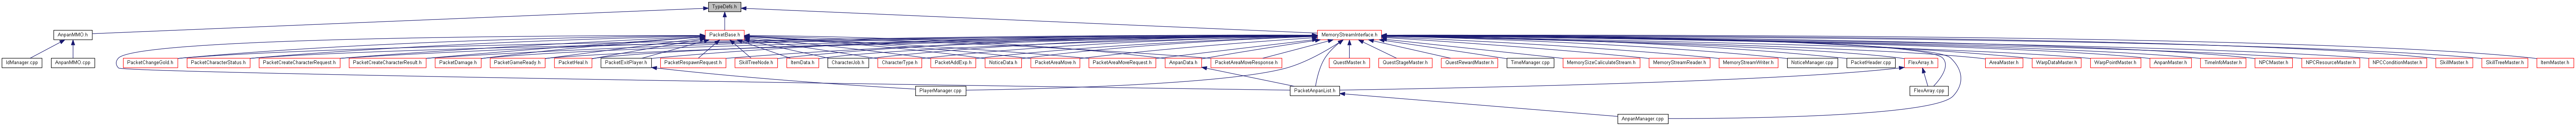 TypeDefs.h
AnpanMMO.h
PacketBase.h
MemoryStreamInterface.h
IdManager.cpp
AnpanMMO.cpp
PacketChangeGold.h
PacketCharacterStatus.h
PacketCreateCharacterRequest.h
PacketCreateCharacterResult.h
PacketDamage.h
PacketGameReady.h
PacketHeal.h
PacketExitPlayer.h
PacketRespawnRequest.h
SkillTreeNode.h
ItemData.h
CharacterJob.h
CharacterType.h
PacketAddExp.h
NoticeData.h
PacketAreaMove.h
PacketAreaMoveRequest.h
AnpanData.h
PacketAreaMoveResponse.h
QuestMaster.h
QuestStageMaster.h
QuestRewardMaster.h
TimeManager.cpp
MemorySizeCalculateStream.h
MemoryStreamReader.h
MemoryStreamWriter.h
NoticeManager.cpp
PacketHeader.cpp
FlexArray.h
AreaMaster.h
WarpDataMaster.h
WarpPointMaster.h
AnpanMaster.h
TimeInfoMaster.h
NPCMaster.h
NPCResourceMaster.h
NPCConditionMaster.h
SkillMaster.h
SkillTreeMaster.h
ItemMaster.h
PlayerManager.cpp
PacketAnpanList.h
FlexArray.cpp
AnpanManager.cpp